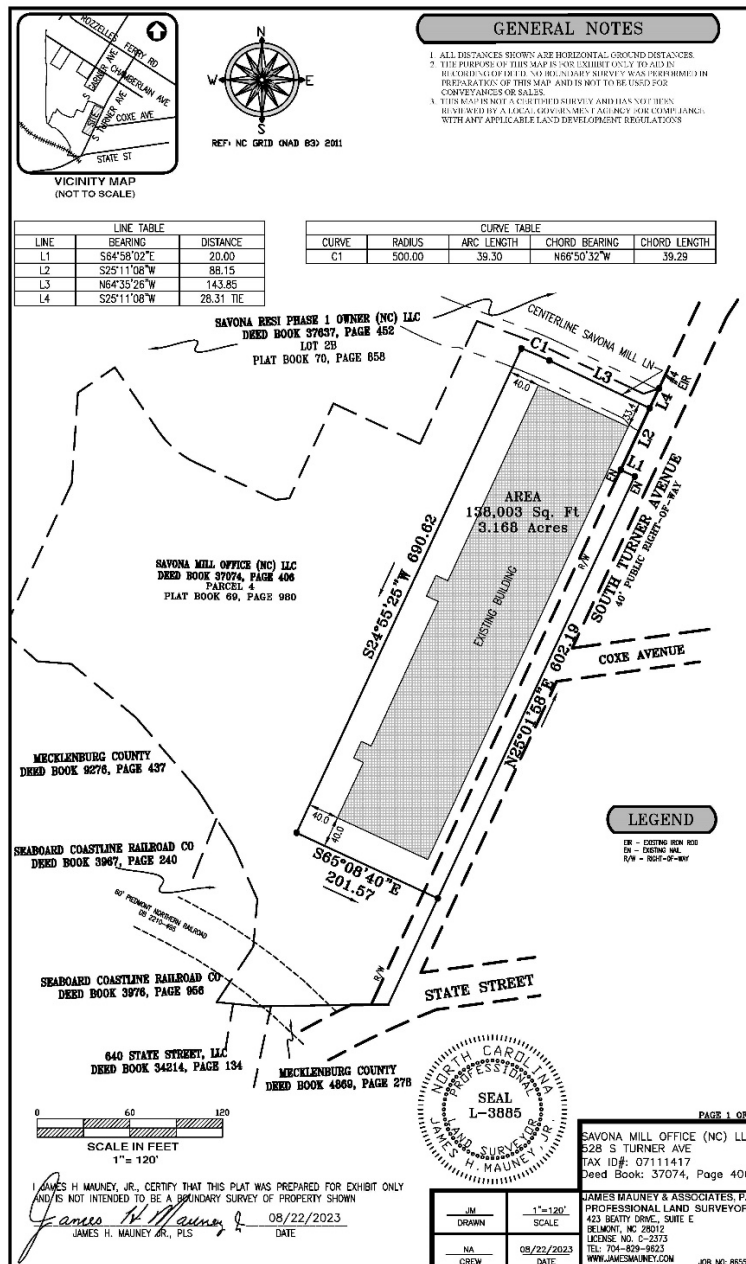 GENERAL NOTES
1. ALL DISTANCES SHOWN ARE HORIZONTAL GROUND DISTANCES.
2. THE PURPOSE OF THIS MAP IS FOR EXHIBIT ONLY TO AID IN
RECORDING OF DEED. NO BOUNDARY SURVEY WAS PERFORMED IN
PREPARATION OF THIS MAP AND IS NOT TO BE USED FOR
CONVEYANCES OR SALES.
3. THIS MAP IS NOT A CERTIFIED SURVEY AND HAS NOT BEEN
REVIEWED BY A LOCAL GOVERNMENT AGENCY FOR COMPLIANCE
WITH ANY APPLICABLE LAND DEVELOPMENT REGULATIONS
ROZZELLES FERRY RD
CHAMBERLAIN AVE
S GARNER AVE
S TURNER AVE
SITE
COXE AVE
STATE ST
VICINITY MAP
(NOT TO SCALE)
N
W E
S
REF: NC GRID (NAD 83) 2011
LINE TABLE
LINE BEARING DISTANCE
L1 S64°58'02"E 20.00
L2 S25°11'08"W 88.15
L3 N64°35'26"W 143.85
L4 S25°11'08"W 28.31 TIE
CURVE TABLE
CURVE RADIUS ARC LENGTH CHORD BEARING CHORD LENGTH
C1 500.00 39.30 N66°50'32"W 39.29
SAVONA RESI PHASE 1 OWNER (NC) LLC
DEED BOOK 37637, PAGE 452
LOT 2B
PLAT BOOK 70, PAGE 858
CENTERLINE SAVONA MILL LN
C1
L3
L4
EIR
L4
40.0
33.4
L2
L1
EN
EN
AREA
138,003 Sq. Ft
3.168 Acres
EXISTING BUILDING
R/W
SOUTH TURNER AVENUE
40' PUBLIC RIGHT-OF-WAY
SAVONA MILL OFFICE (NC) LLC
DEED BOOK 37074, PAGE 406
PARCEL 4
PLAT BOOK 69, PAGE 980
S24°55'25"W 690.62
N25°01'58"E 602.19
COXE AVENUE
MECKLENBURG COUNTY
DEED BOOK 9276, PAGE 437
LEGEND
EIR - EXISTING IRON ROD
EN - EXISTING NAIL
R/W - RIGHT-OF-WAY
40.0
40.0
SEABOARD COASTLINE RAILROAD CO
DEED BOOK 3967, PAGE 240
S65°08'40"E
201.57
60' PIEDMONT NORTHERN RAILROAD
DB 2210-485
R/W
SEABOARD COASTLINE RAILROAD CO
DEED BOOK 3976, PAGE 956
STATE STREET
640 STATE STREET, LLC
DEED BOOK 34214, PAGE 134
MECKLENBURG COUNTY
DEED BOOK 4869, PAGE 278
NORTH CAROLINA
PROFESSIONAL
SEAL
L-3885
LAND SURVEYOR
JAMES H. MAUNEY, JR.
0 60 120
SCALE IN FEET
1"= 120'
PAGE 1 OF
SAVONA MILL OFFICE (NC) LL
528 S TURNER AVE
TAX ID#: 07111417
Deed Book: 37074, Page 40
I JAMES H MAUNEY, JR., CERTIFY THAT THIS PLAT WAS PREPARED FOR EXHIBIT ONLY
AND IS NOT INTENDED TO BE A BOUNDARY SURVEY OF PROPERTY SHOWN
James H Mauney Jr
08/22/2023
JAMES H. MAUNEY JR., PLS DATE
JM 1"=120'
DRAWN SCALE
NA 08/22/2023
CREW DATE
JAMES MAUNEY & ASSOCIATES, P.
PROFESSIONAL LAND SURVEYOR
423 BEATTY DRIVE, SUITE E
BELMONT, NC 28012
LICENSE NO. C-2373
TEL: 704-829-9623
WWW.JAMESMAUNEY.COM
JOB NO: 865